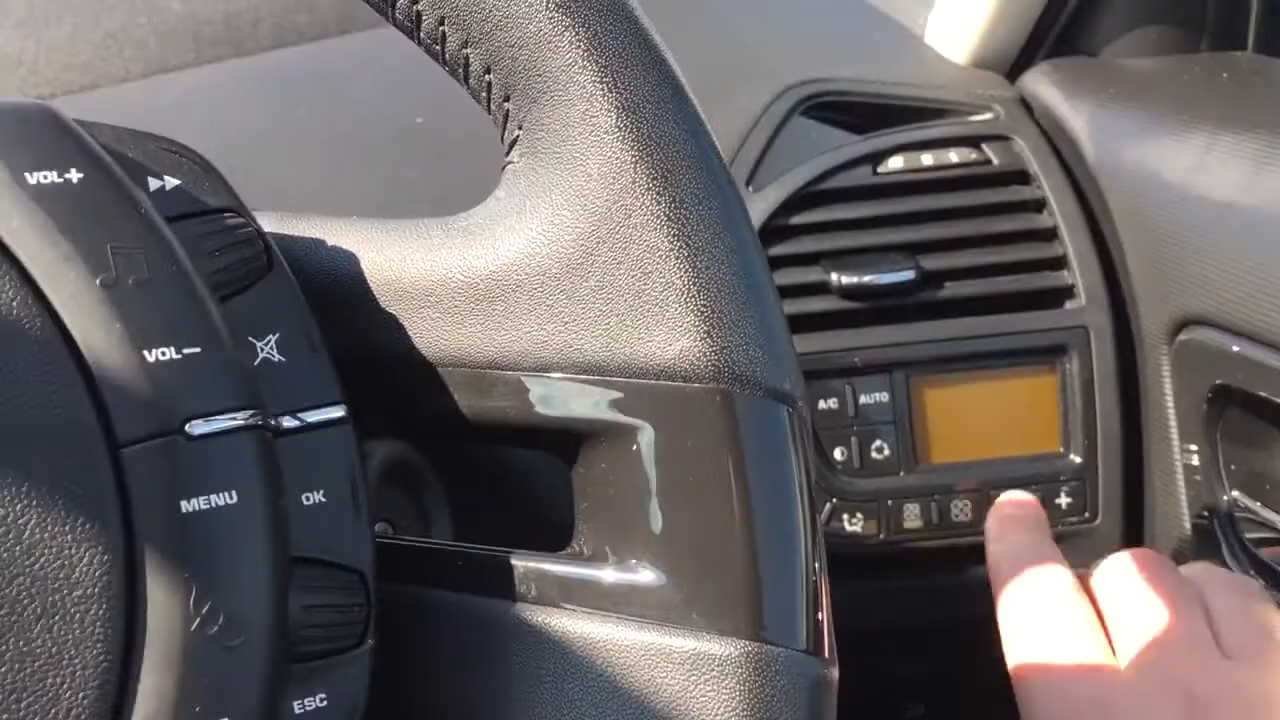 VOL+
VOL−
MENU
OK
ESC
A/C
AUTO
+